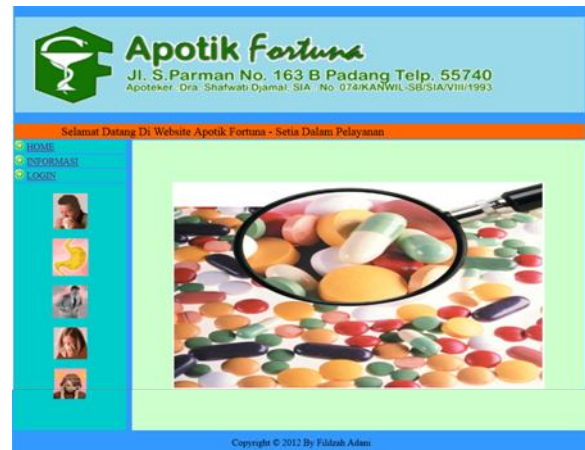 Apotik Fortuna
Jl. S.Parman No. 163 B Padang Telp. 55740
Apoteker. Dra. Shafwati Djamal, SIA . No. 074/KANWIL-SB/SIA/VIII/1993
Selamat Datang Di Website Apotik Fortuna - Setia Dalam Pelayanan
HOME
INFORMASI
LOGIN
Copyright © 2012 By Fildzah Adani